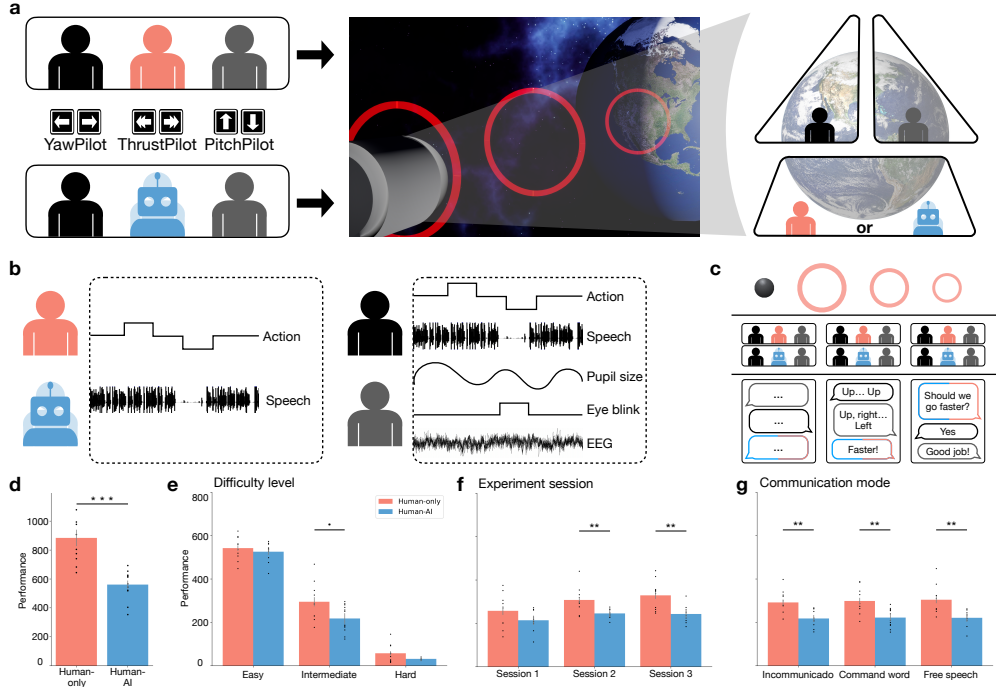 a
YawPilot ThrustPilot PitchPilot
or
b
Action
Speech
Action
Speech
Pupil size
Eye blink
EEG
c
...
...
...
Up... Up
Up, right...
Left
Faster!
Should we
go faster?
Yes
Good job!
d
***
Performance
1000
800
600
400
200
0
Human-
only
Human-
AI
e Difficulty level
Human-only
Human-AI
Performance
800
600
400
200
0
*
Easy Intermediate Hard
f Experiment session
** **
Session 1 Session 2 Session 3
g Communication mode
** ** **
Incommunicado Command word Free speech